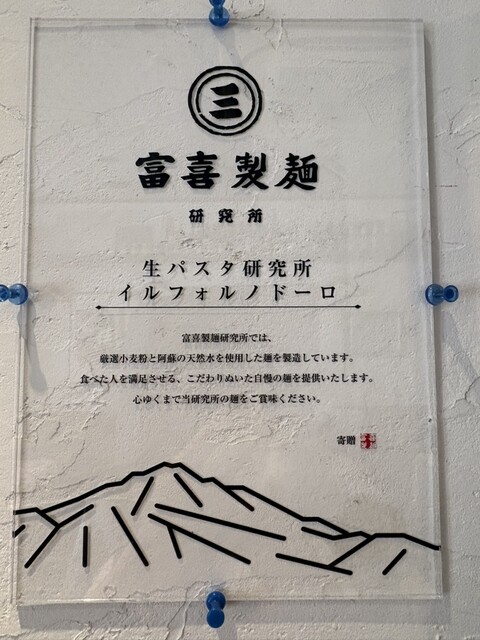 三
富喜製麺
研究所
生パスタ研究所
イルフォルノドーロ
富喜製麺研究所では、
厳選小麦粉と阿蘇の天然水を使用した麺を製造しています。
食べた人を満足させる、こだわりぬいた自慢の麺を提供いたします。
心ゆくまで当研究所の麺をご賞味ください。
寄贈